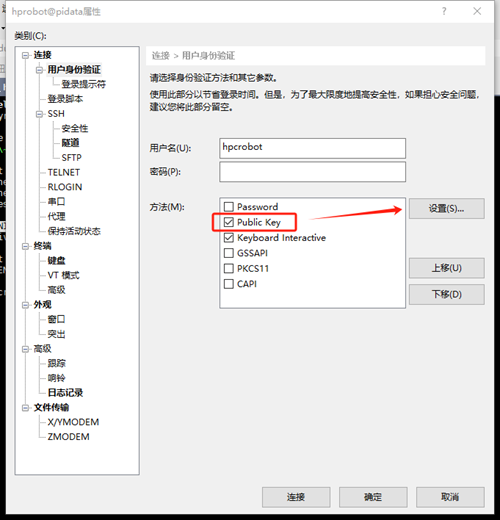 hprobot@pidata属性
?
×
类别(C):
连接
用户身份验证
登录提示符
登录脚本
SSH
安全性
隧道
SFTP
TELNET
RLOGIN
串口
代理
保持活动状态
终端
键盘
VT 模式
高级
外观
窗口
突出
高级
跟踪
响铃
日志记录
文件传输
X/YMODEM
ZMODEM
连接 > 用户身份验证
请选择身份验证方法和其它参数。
使用此部分以节省登录时间。但是，为了最大限度地提高安全性，如果担心安全问题，
建议您将此部分留空。
用户名(U):
hpcrobot
密码(P):
方法(M):
Password
Public Key
Keyboard Interactive
GSSAPI
PKCS11
CAPI
设置(S)...
上移(U)
下移(D)
连接
确定
取消